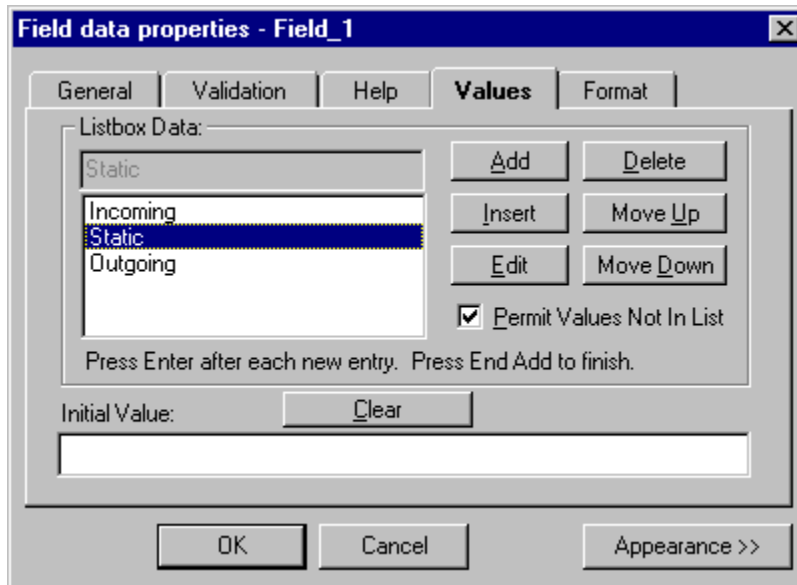 Field data properties - Field_1
General Validation Help Values Format
Listbox Data:
Static
Add Delete
Incoming
Insert Move Up
Static
Outgoing
Edit Move Down
Permit Values Not In List
Press Enter after each new entry. Press End Add to finish.
Initial Value: Clear
OK Cancel Appearance >>